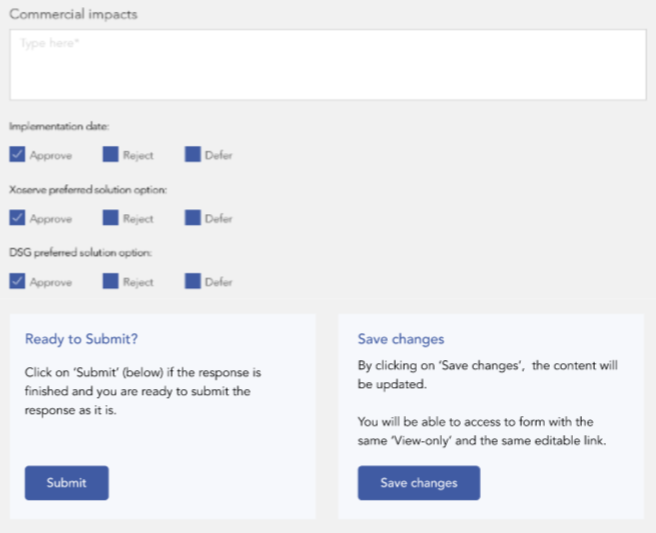 Commercial impacts
Type here*
Implementation date:
Approve Reject Defer
Xoserve preferred solution option:
Approve Reject Defer
DSG preferred solution option:
Approve Reject Defer
Ready to Submit?
Click on 'Submit' (below) if the response is
finished and you are ready to submit the
response as it is.
Submit
Save changes
By clicking on 'Save changes',  the content will
be updated.
You will be able to access to form with the
same 'View-only' and the same editable link.
Save changes